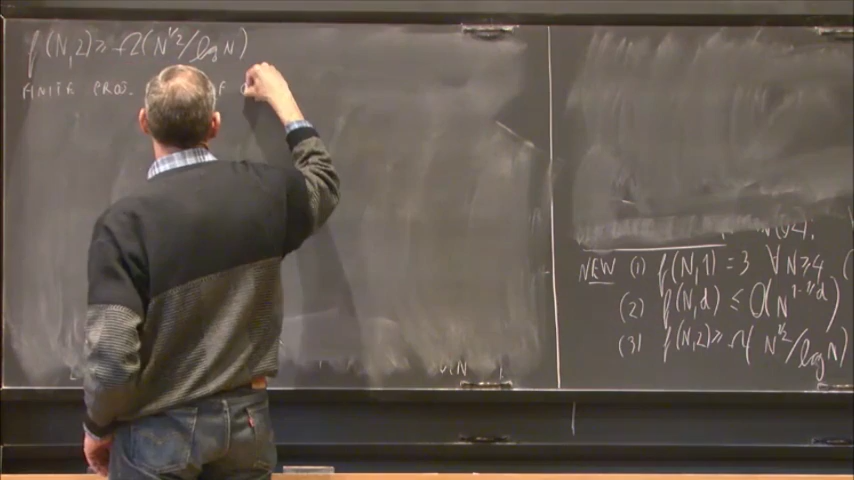 f(N,2) ≥ Ω(N^{1/2}/log N)
FINITE PROJ. F
NEW (1) f(N,1) = 3 ∀N≥4
(2) f(N,d) ≤ O(N^{1-1/d})
(3) f(N,2) ≥ Ω(N^{1/2}/log N)